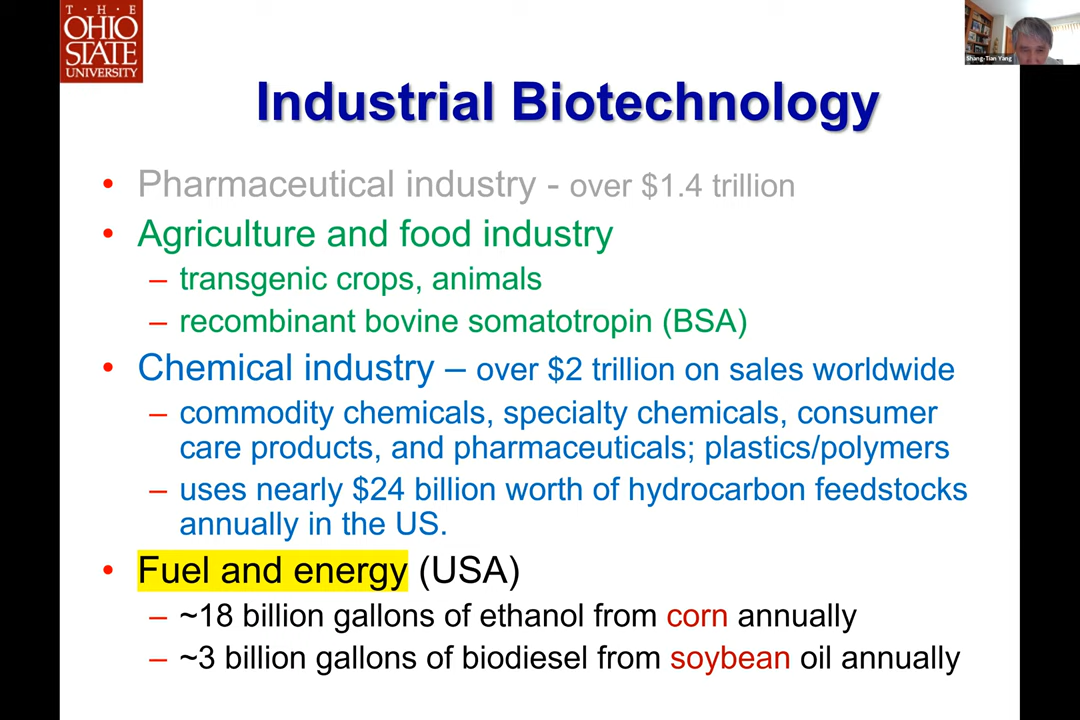 THE
OHIO
STATE
UNIVERSITY
Shang-Tian Yang
Industrial Biotechnology
• Pharmaceutical industry - over $1.4 trillion
• Agriculture and food industry
– transgenic crops, animals
– recombinant bovine somatotropin (BSA)
• Chemical industry – over $2 trillion on sales worldwide
– commodity chemicals, specialty chemicals, consumer
care products, and pharmaceuticals; plastics/polymers
– uses nearly $24 billion worth of hydrocarbon feedstocks
annually in the US.
• Fuel and energy (USA)
– ~18 billion gallons of ethanol from corn annually
– ~3 billion gallons of biodiesel from soybean oil annually